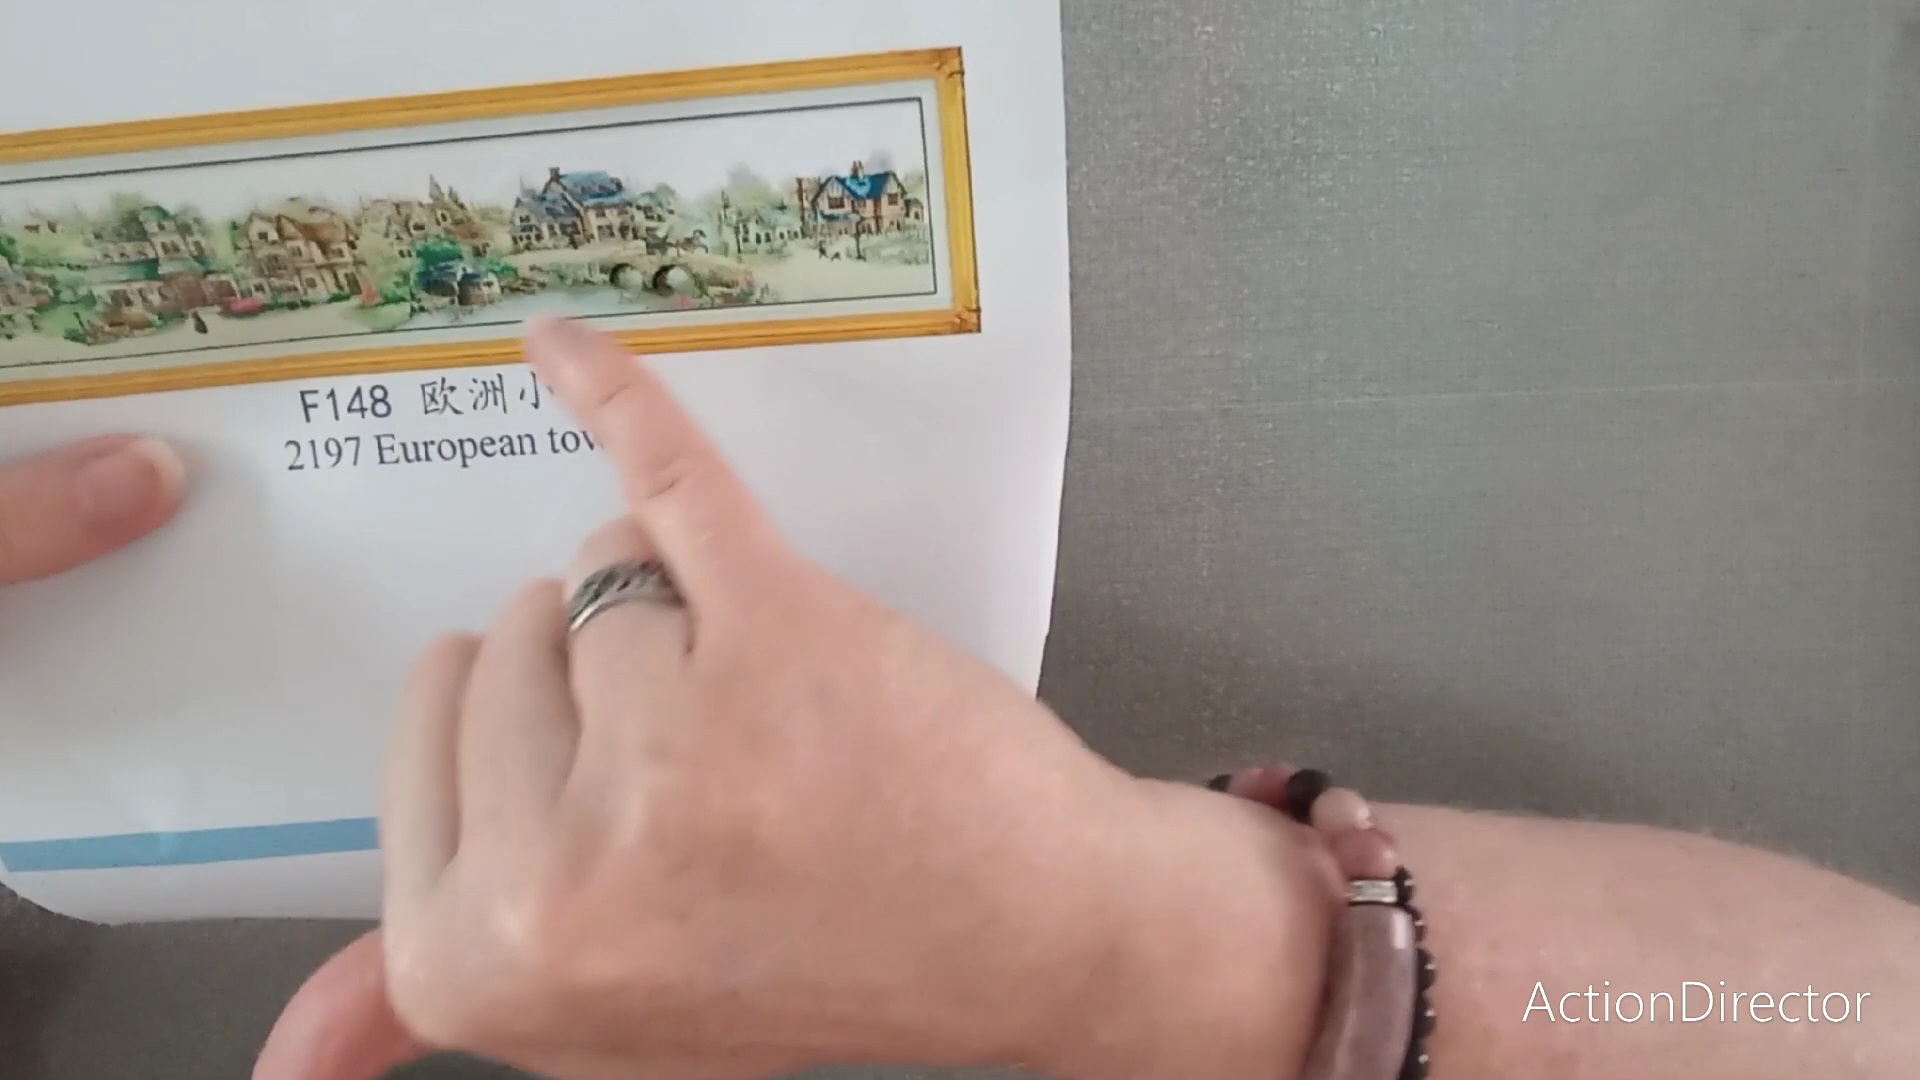 F148 欧洲小
2197 European tow
ActionDirector